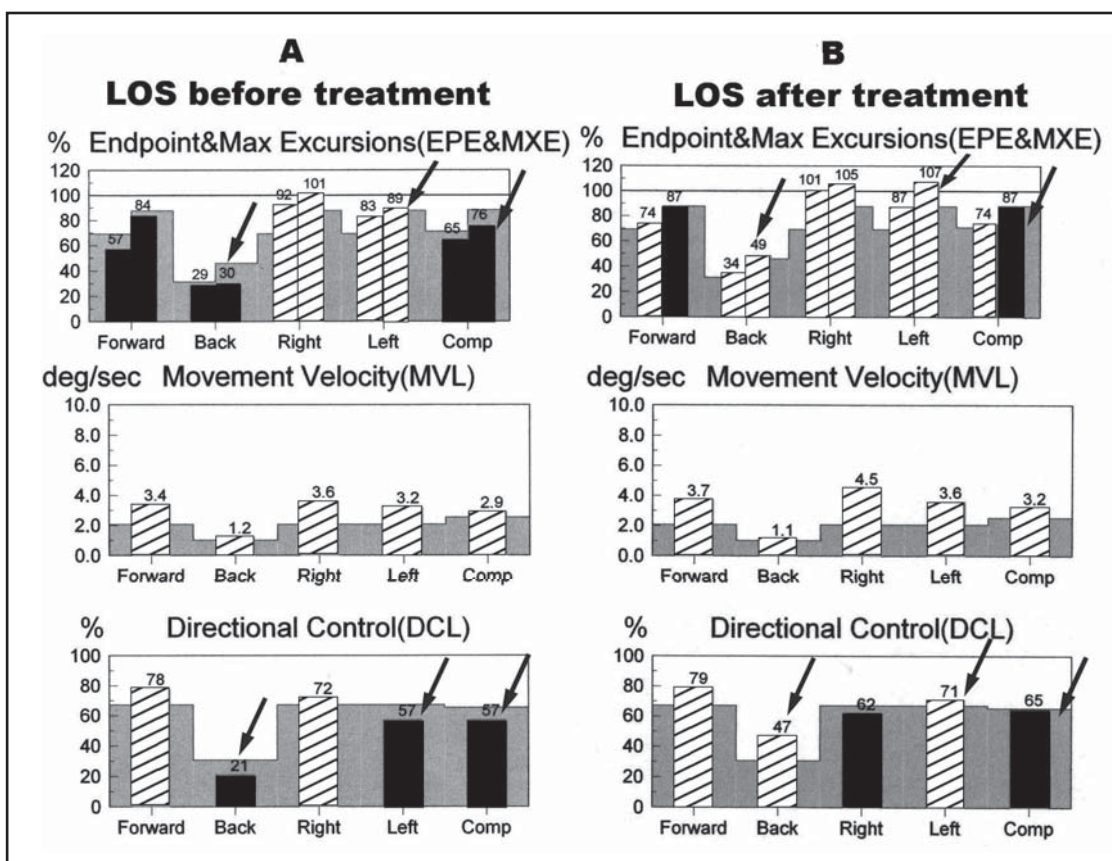 A
LOS before treatment
% Endpoint&Max Excursions(EPE&MXE)
120
100
80
60
40
20
0
57 84 29 30 92 101 83 89 65 76
Forward Back Right Left Comp
deg/sec Movement Velocity(MVL)
10.0
8.0
6.0
4.0
2.0
0.0
3.4 1.2 3.6 3.2 2.9
Forward Back Right Left Comp
% Directional Control(DCL)
100
80
60
40
20
0
78 21 72 57 57
Forward Back Right Left Comp
B
LOS after treatment
% Endpoint&Max Excursions(EPE&MXE)
120
100
80
60
40
20
0
74 87 34 49 101 105 87 107 74 87
Forward Back Right Left Comp
deg/sec Movement Velocity(MVL)
10.0
8.0
6.0
4.0
2.0
0.0
3.7 1.1 4.5 3.6 3.2
Forward Back Right Left Comp
% Directional Control(DCL)
100
80
60
40
20
0
79 47 62 71 65
Forward Back Right Left Comp